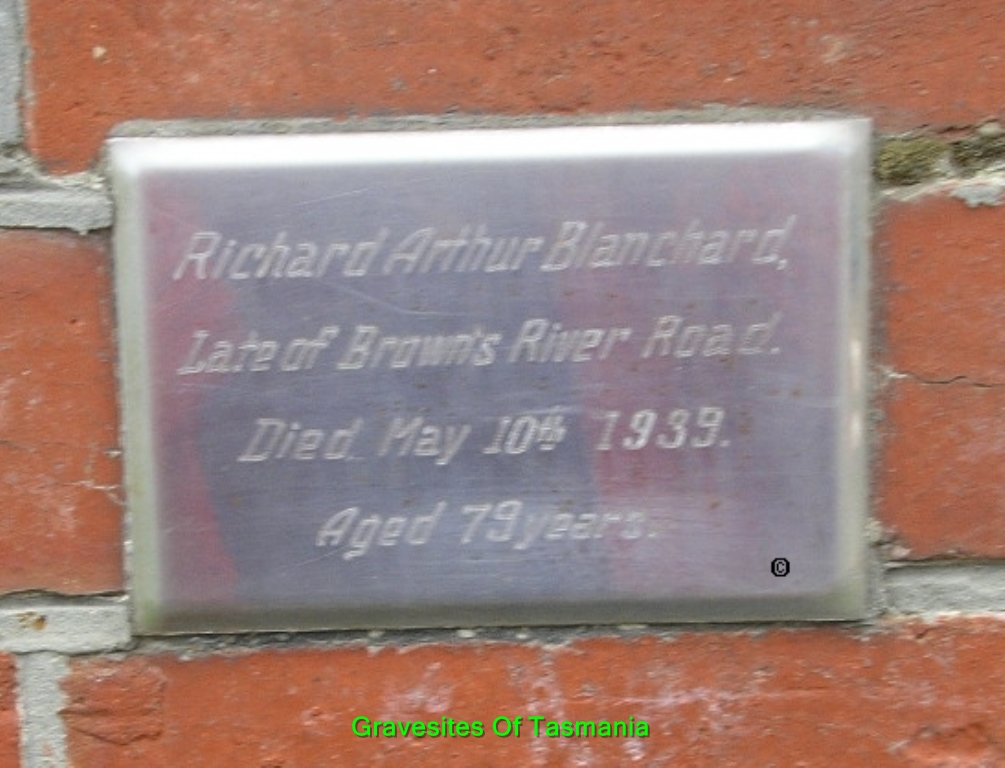 Richard Arthur Blanchard,
Late of Brown's River Road.
Died May 10th 1939.
Aged 79 years.
©
Gravesites Of Tasmania